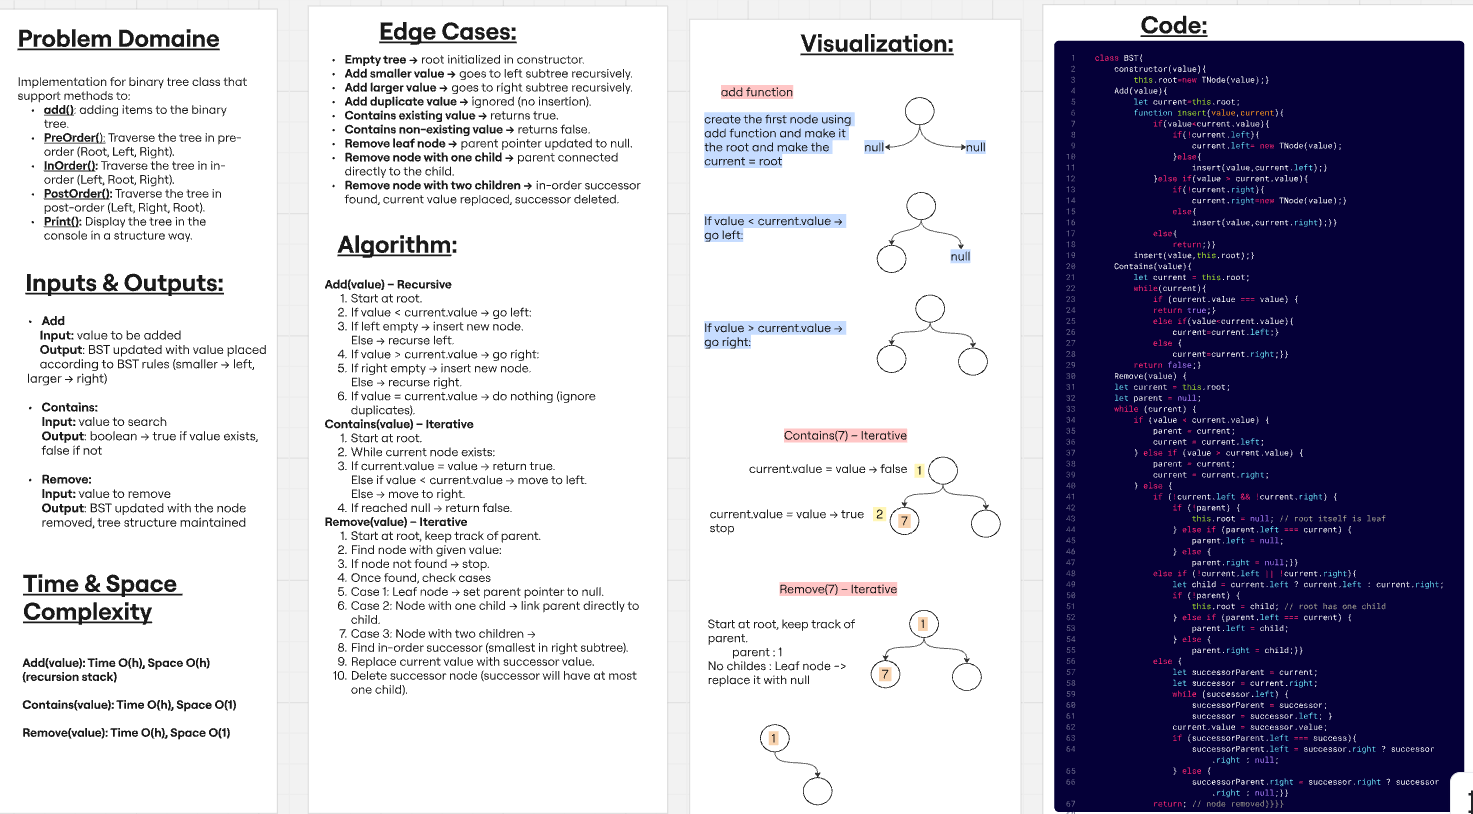 Problem Domaine
Implementation for binary tree class that
support methods to:
• add(): adding items to the binary
tree.
• PreOrder(): Traverse the tree in pre-
order (Root, Left, Right).
• InOrder(): Traverse the tree in in-
order (Left, Root, Right).
• PostOrder(): Traverse the tree in
post-order (Left, Right, Root).
• Print(): Display the tree in the
console in a structure way.
Inputs & Outputs:
• Add
Input: value to be added
Output: BST updated with value placed
according to BST rules (smaller → left,
larger → right)
• Contains:
Input: value to search
Output: boolean → true if value exists,
false if not
• Remove:
Input: value to remove
Output: BST updated with the node
removed, tree structure maintained
Time & Space
Complexity
Add(value): Time O(h), Space O(h)
(recursion stack)
Contains(value): Time O(h), Space O(1)
Remove(value): Time O(h), Space O(1)
Edge Cases:
• Empty tree → root initialized in constructor.
• Add smaller value → goes to left subtree recursively.
• Add larger value → goes to right subtree recursively.
• Add duplicate value → ignored (no insertion).
• Contains existing value → returns true.
• Contains non-existing value → returns false.
• Remove leaf node → parent pointer updated to null.
• Remove node with one child → parent connected
directly to the child.
• Remove node with two children → in-order successor
found, current value replaced, successor deleted.
Algorithm:
Add(value) – Recursive
1. Start at root.
2. If value < current.value → go left:
3. If left empty → insert new node.
Else → recurse left.
4. If value > current.value → go right:
5. If right empty → insert new node.
Else → recurse right.
6. If value = current.value → do nothing (ignore
duplicates).
Contains(value) – Iterative
1. Start at root.
2. While current node exists:
3. If current.value = value → return true.
Else if value < current.value → move to left.
Else → move to right.
4. If reached null → return false.
Remove(value) – Iterative
1. Start at root, keep track of parent.
2. Find node with given value:
3. If node not found → stop.
4. Once found, check cases
5. Case 1: Leaf node → set parent pointer to null.
6. Case 2: Node with one child → link parent directly to
child.
7. Case 3: Node with two children →
8. Find in-order successor (smallest in right subtree).
9. Replace current value with successor value.
10. Delete successor node (successor will have at most
one child).
Visualization:
add function
create the first node using
add function and make it
the root and make the
current = root
null
null
If value < current.value →
go left:
null
If value > current.value →
go right:
Contains(7) – Iterative
current.value = value → false 1
current.value = value → true 2
stop
7
Remove(7) – Iterative
Start at root, keep track of
parent.
parent : 1
No childes : Leaf node ->
replace it with null
1
7
1
Code:
1 class BST{
2 constructor(value){
3 this.root=new TNode(value);}
4 Add(value){
5 let current=this.root;
6 function insert(value,current){
7 if(value<current.value){
8 if(!current.left){
9 current.left= new TNode(value);
10 }else{
11 insert(value,current.left);}
12 }else if(value > current.value){
13 if(!current.right){
14 current.right=new TNode(value);}
15 else{
16 insert(value,current.right);}}
17 else{
18 return;}}
19 insert(value,this.root);}
20 Contains(value){
21 let current = this.root;
22 while(current){
23 if (current.value === value) {
24 return true;}
25 else if(value<current.value){
26 current=current.left;}
27 else {
28 current=current.right;}}
29 return false;}
30 Remove(value) {
31 let current = this.root;
32 let parent = null;
33 while (current) {
34 if (value < current.value) {
35 parent = current;
36 current = current.left;
37 } else if (value > current.value) {
38 parent = current;
39 current = current.right;
40 } else {
41 if (!current.left && !current.right) {
42 if (!parent) {
43 this.root = null; // root itself is leaf
44 } else if (parent.left === current) {
45 parent.left = null;
46 } else {
47 parent.right = null;}}
48 else if (!current.left || !current.right){
49 let child = current.left ? current.left : current.right;
50 if (!parent) {
51 this.root = child; // root has one child
52 } else if (parent.left === current) {
53 parent.left = child;
54 } else {
55 parent.right = child;}}
56 else {
57 let successorParent = current;
58 let successor = current.right;
59 while (successor.left) {
60 successorParent = successor;
61 successor = successor.left; }
62 current.value = successor.value;
63 if (successorParent.left === success){
64 successorParent.left = successor.right ? successor
.right : null;
65 } else {
66 successorParent.right = successor.right ? successor
.right : null;}}
67 return; // node removed}}}}